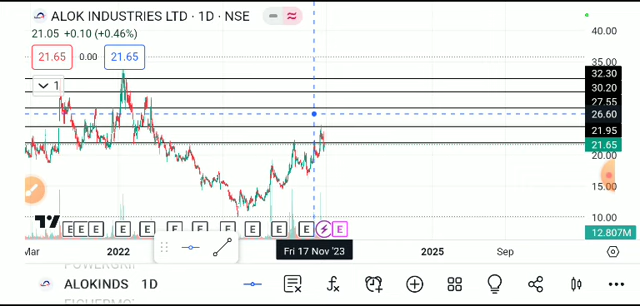 ALOK INDUSTRIES LTD · 1D · NSE
21.05 +0.10 (+0.46%)
21.65 0.00 21.65
1
40.00
35.00
32.30
30.20
27.55
26.60
21.95
21.65
20.00
15.00
10.00
12.807M
E E E E E E E E E E E E
Mar 2022 Fri 17 Nov '23 2025 Sep
ALOKINDS 1D